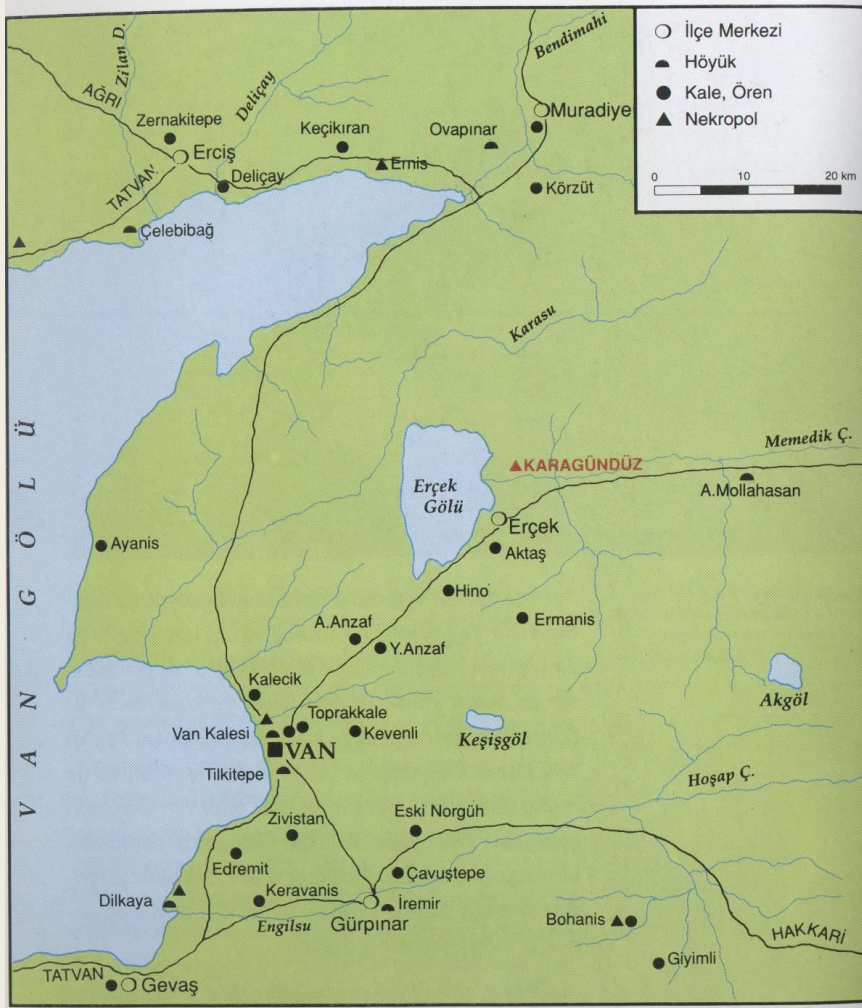 İlçe Merkezi
Höyük
Kale, Ören
Nekropol
0 20 km
Zilan D.
Bendimahi
AĞRI
Deliçay
Zernakitepe
Keçikıran
Ovapınar
Muradiye
Erciş
Ernis
TATVAN
Deliçay
Körzüt
Çelebibağ
Karasu
VAN GÖLÜ
Memedik Ç.
KARAGÜNDÜZ
Erçek
Gölü
A.Mollahasan
Erçek
Ayanis
Aktaş
Hino
Ermanis
A.Anzaf
Y.Anzaf
Kalecik
Akgöl
Toprakkale
Van Kalesi
Kevenli
Keşişgöl
VAN
Tilkitepe
Hoşap Ç.
Zivistan
Eski Norgüh
Edremit
Çavuştepe
Dilkaya
Keravanis
İremir
Engilsu
Gürpınar
Bohanis
HAKKARİ
Giyimli
TATVAN
Gevaş